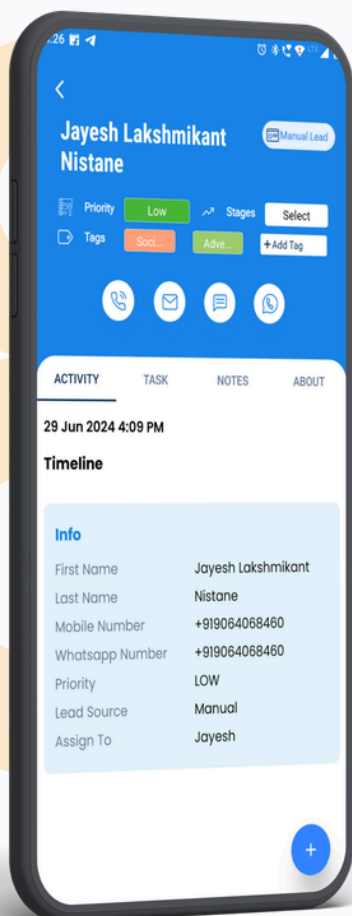 :26
LTE
Jayesh Lakshmikant
Nistane
Manual Lead
Priority Low Stages Select
Tags Soci... Adve... +Add Tag
ACTIVITY TASK NOTES ABOUT
29 Jun 2024 4:09 PM
Timeline
Info
First Name Jayesh Lakshmikant
Last Name Nistane
Mobile Number +919064068460
Whatsapp Number +919064068460
Priority LOW
Lead Source Manual
Assign To Jayesh
+